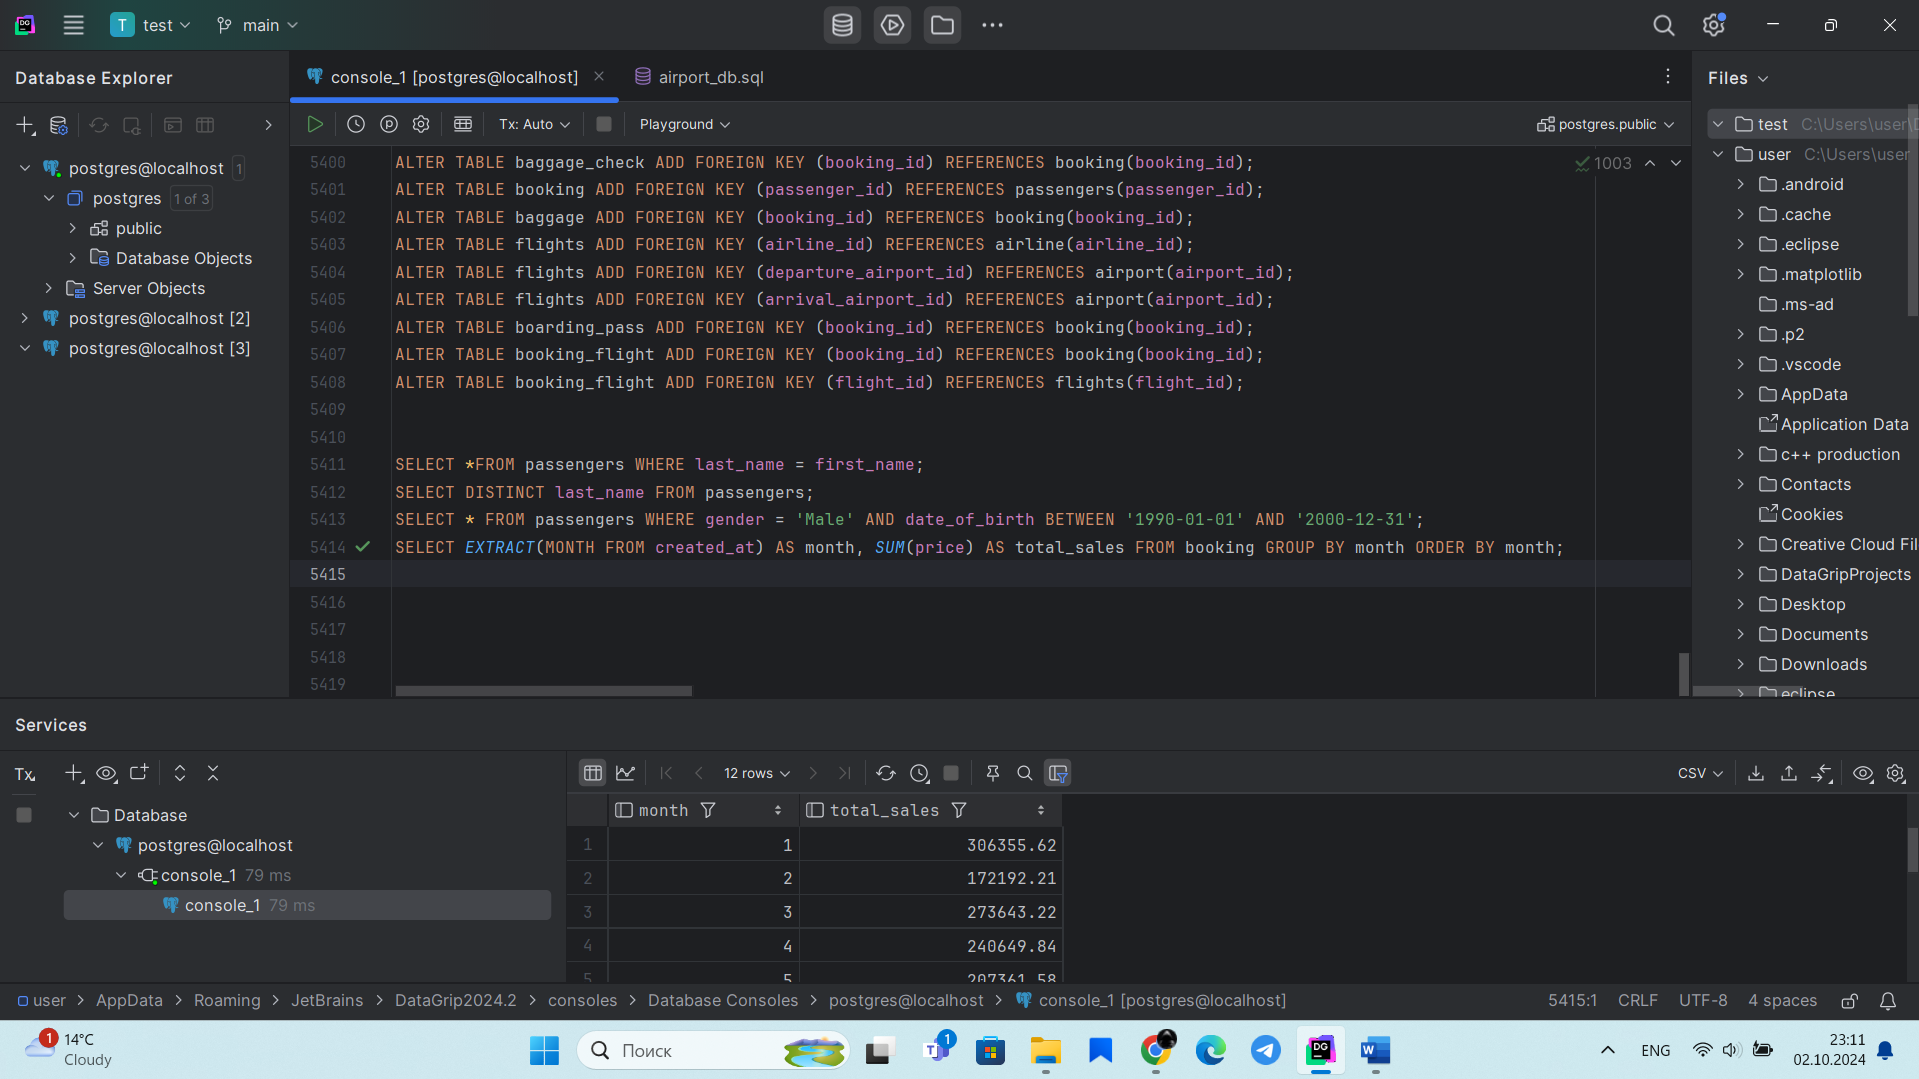 T test main
Database Explorer
console_1 [postgres@localhost]
airport_db.sql
Files
Tx: Auto
Playground
postgres.public
postgres@localhost 1
postgres 1 of 3
public
Database Objects
Server Objects
postgres@localhost [2]
postgres@localhost [3]
1003
5400 ALTER TABLE baggage_check ADD FOREIGN KEY (booking_id) REFERENCES booking(booking_id);
5401 ALTER TABLE booking ADD FOREIGN KEY (passenger_id) REFERENCES passengers(passenger_id);
5402 ALTER TABLE baggage ADD FOREIGN KEY (booking_id) REFERENCES booking(booking_id);
5403 ALTER TABLE flights ADD FOREIGN KEY (airline_id) REFERENCES airline(airline_id);
5404 ALTER TABLE flights ADD FOREIGN KEY (departure_airport_id) REFERENCES airport(airport_id);
5405 ALTER TABLE flights ADD FOREIGN KEY (arrival_airport_id) REFERENCES airport(airport_id);
5406 ALTER TABLE boarding_pass ADD FOREIGN KEY (booking_id) REFERENCES booking(booking_id);
5407 ALTER TABLE booking_flight ADD FOREIGN KEY (booking_id) REFERENCES booking(booking_id);
5408 ALTER TABLE booking_flight ADD FOREIGN KEY (flight_id) REFERENCES flights(flight_id);
5409
5410
5411 SELECT *FROM passengers WHERE last_name = first_name;
5412 SELECT DISTINCT last_name FROM passengers;
5413 SELECT * FROM passengers WHERE gender = 'Male' AND date_of_birth BETWEEN '1990-01-01' AND '2000-12-31';
5414 SELECT EXTRACT(MONTH FROM created_at) AS month, SUM(price) AS total_sales FROM booking GROUP BY month ORDER BY month;
5415
5416
5417
5418
5419
test C:\Users\user\
user C:\Users\user
.android
.cache
.eclipse
.matplotlib
.ms-ad
.p2
.vscode
AppData
Application Data
c++ production
Contacts
Cookies
Creative Cloud Fil
DataGripProjects
Desktop
Documents
Downloads
eclipse
Services
Tx
Database
postgres@localhost
console_1 79 ms
console_1 79 ms
12 rows
CSV
month total_sales
1 1 306355.62
2 2 172192.21
3 3 273643.22
4 4 240649.84
5 5 207361.58
user > AppData > Roaming > JetBrains > DataGrip2024.2 > consoles > Database Consoles > postgres@localhost > console_1 [postgres@localhost]
5415:1 CRLF UTF-8 4 spaces
1 14°C
Cloudy
Поиск
1
DG
ENG
23:11
02.10.2024